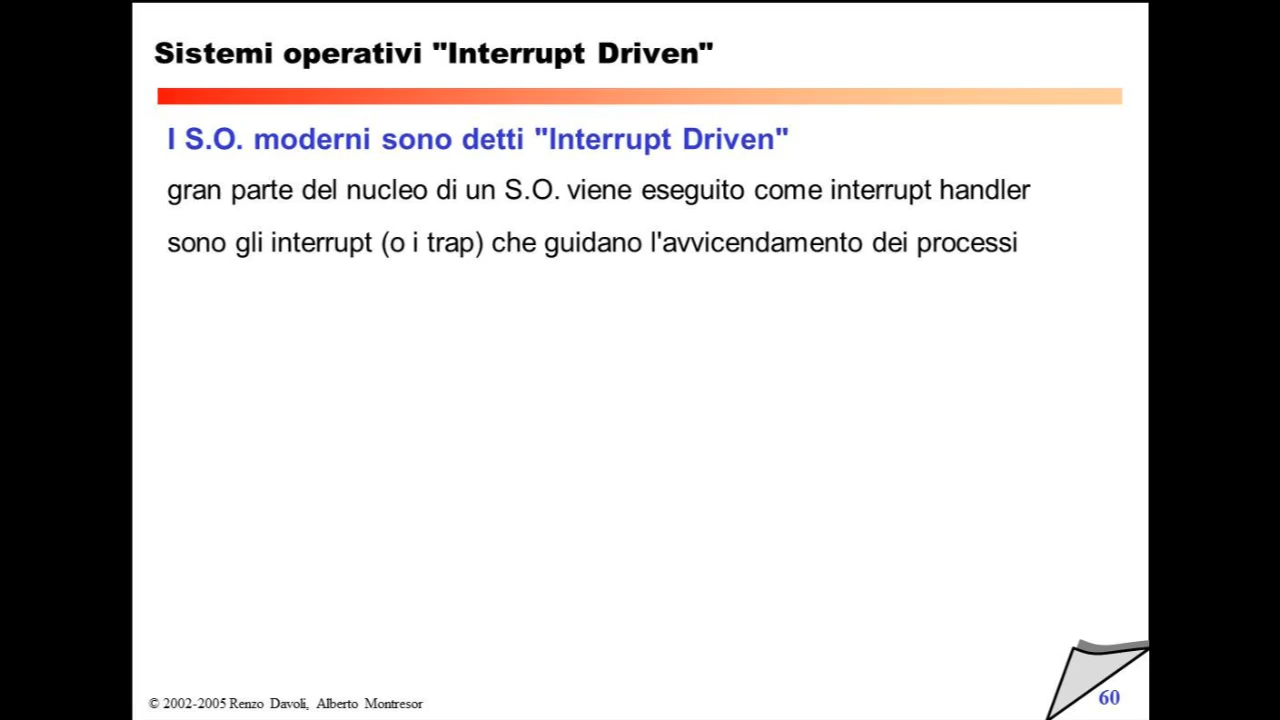 Sistemi operativi "Interrupt Driven"
I S.O. moderni sono detti "Interrupt Driven"
gran parte del nucleo di un S.O. viene eseguito come interrupt handler
sono gli interrupt (o i trap) che guidano l'avvicendamento dei processi
© 2002-2005 Renzo Davoli, Alberto Montresor
60